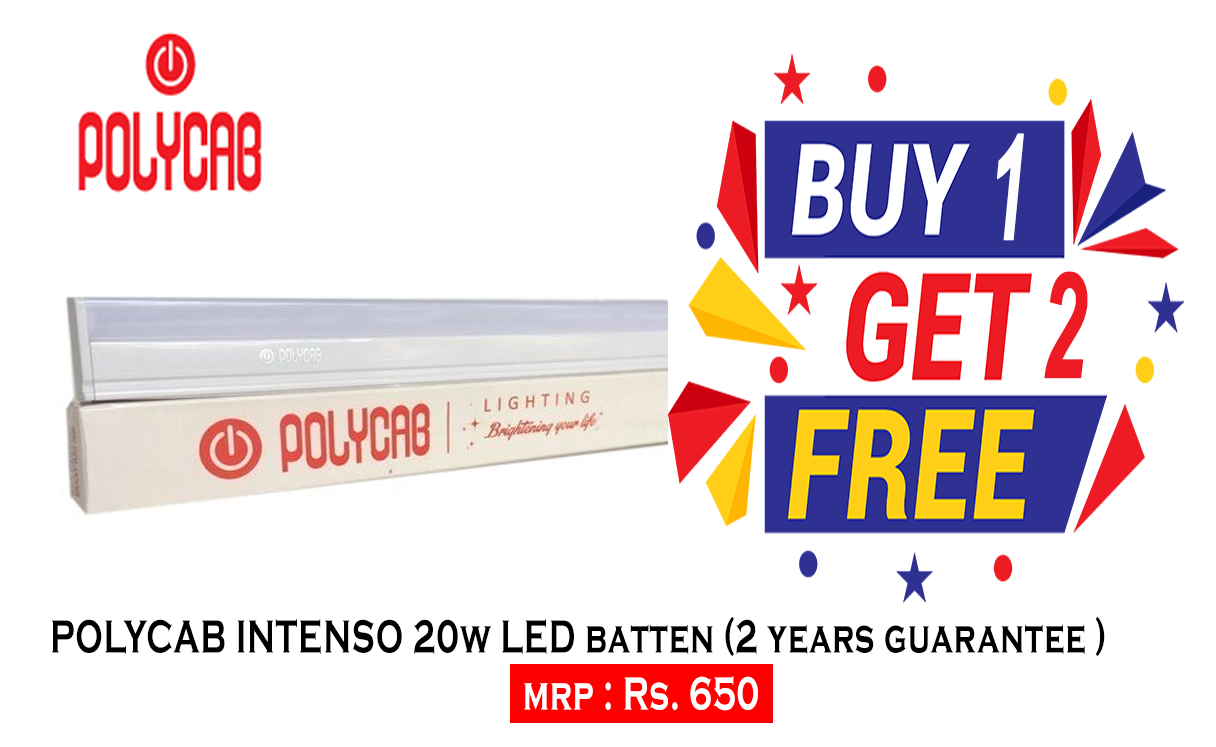 POLYCAB
BUY 1
GET 2
FREE
POLYCAB
POLYCAB
LIGHTING
Brightening your life
POLYCAB INTENSO 20W LED BATTEN (2 YEARS GUARANTEE )
MRP : Rs. 650